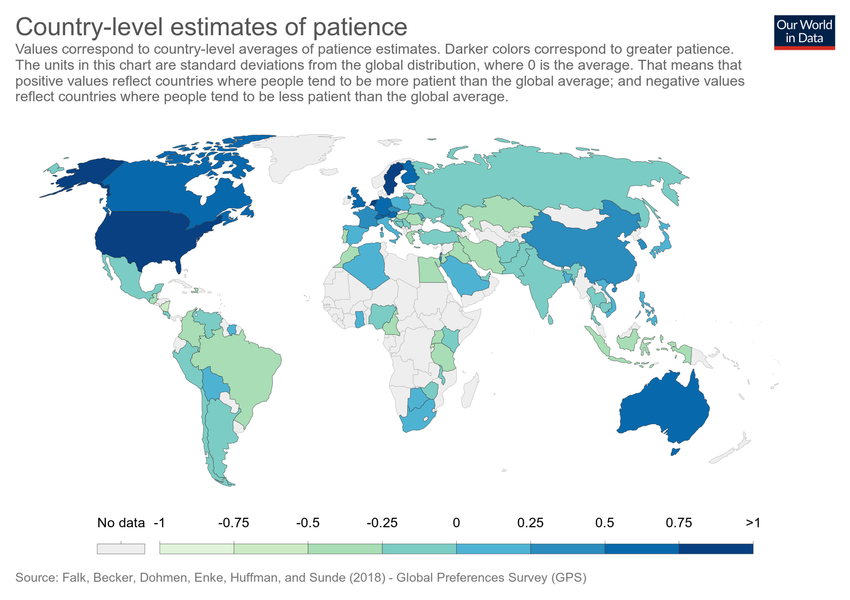 Country-level estimates of patience
Our World
in Data
Values correspond to country-level averages of patience estimates. Darker colors correspond to greater patience.
The units in this chart are standard deviations from the global distribution, where 0 is the average. That means that
positive values reflect countries where people tend to be more patient than the global average; and negative values
reflect countries where people tend to be less patient than the global average.
No data -1 -0.75 -0.5 -0.25 0 0.25 0.5 0.75 >1
Source: Falk, Becker, Dohmen, Enke, Huffman, and Sunde (2018) - Global Preferences Survey (GPS)